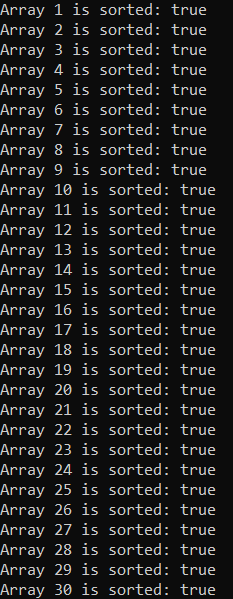 Array 1 is sorted: true
Array 2 is sorted: true
Array 3 is sorted: true
Array 4 is sorted: true
Array 5 is sorted: true
Array 6 is sorted: true
Array 7 is sorted: true
Array 8 is sorted: true
Array 9 is sorted: true
Array 10 is sorted: true
Array 11 is sorted: true
Array 12 is sorted: true
Array 13 is sorted: true
Array 14 is sorted: true
Array 15 is sorted: true
Array 16 is sorted: true
Array 17 is sorted: true
Array 18 is sorted: true
Array 19 is sorted: true
Array 20 is sorted: true
Array 21 is sorted: true
Array 22 is sorted: true
Array 23 is sorted: true
Array 24 is sorted: true
Array 25 is sorted: true
Array 26 is sorted: true
Array 27 is sorted: true
Array 28 is sorted: true
Array 29 is sorted: true
Array 30 is sorted: true